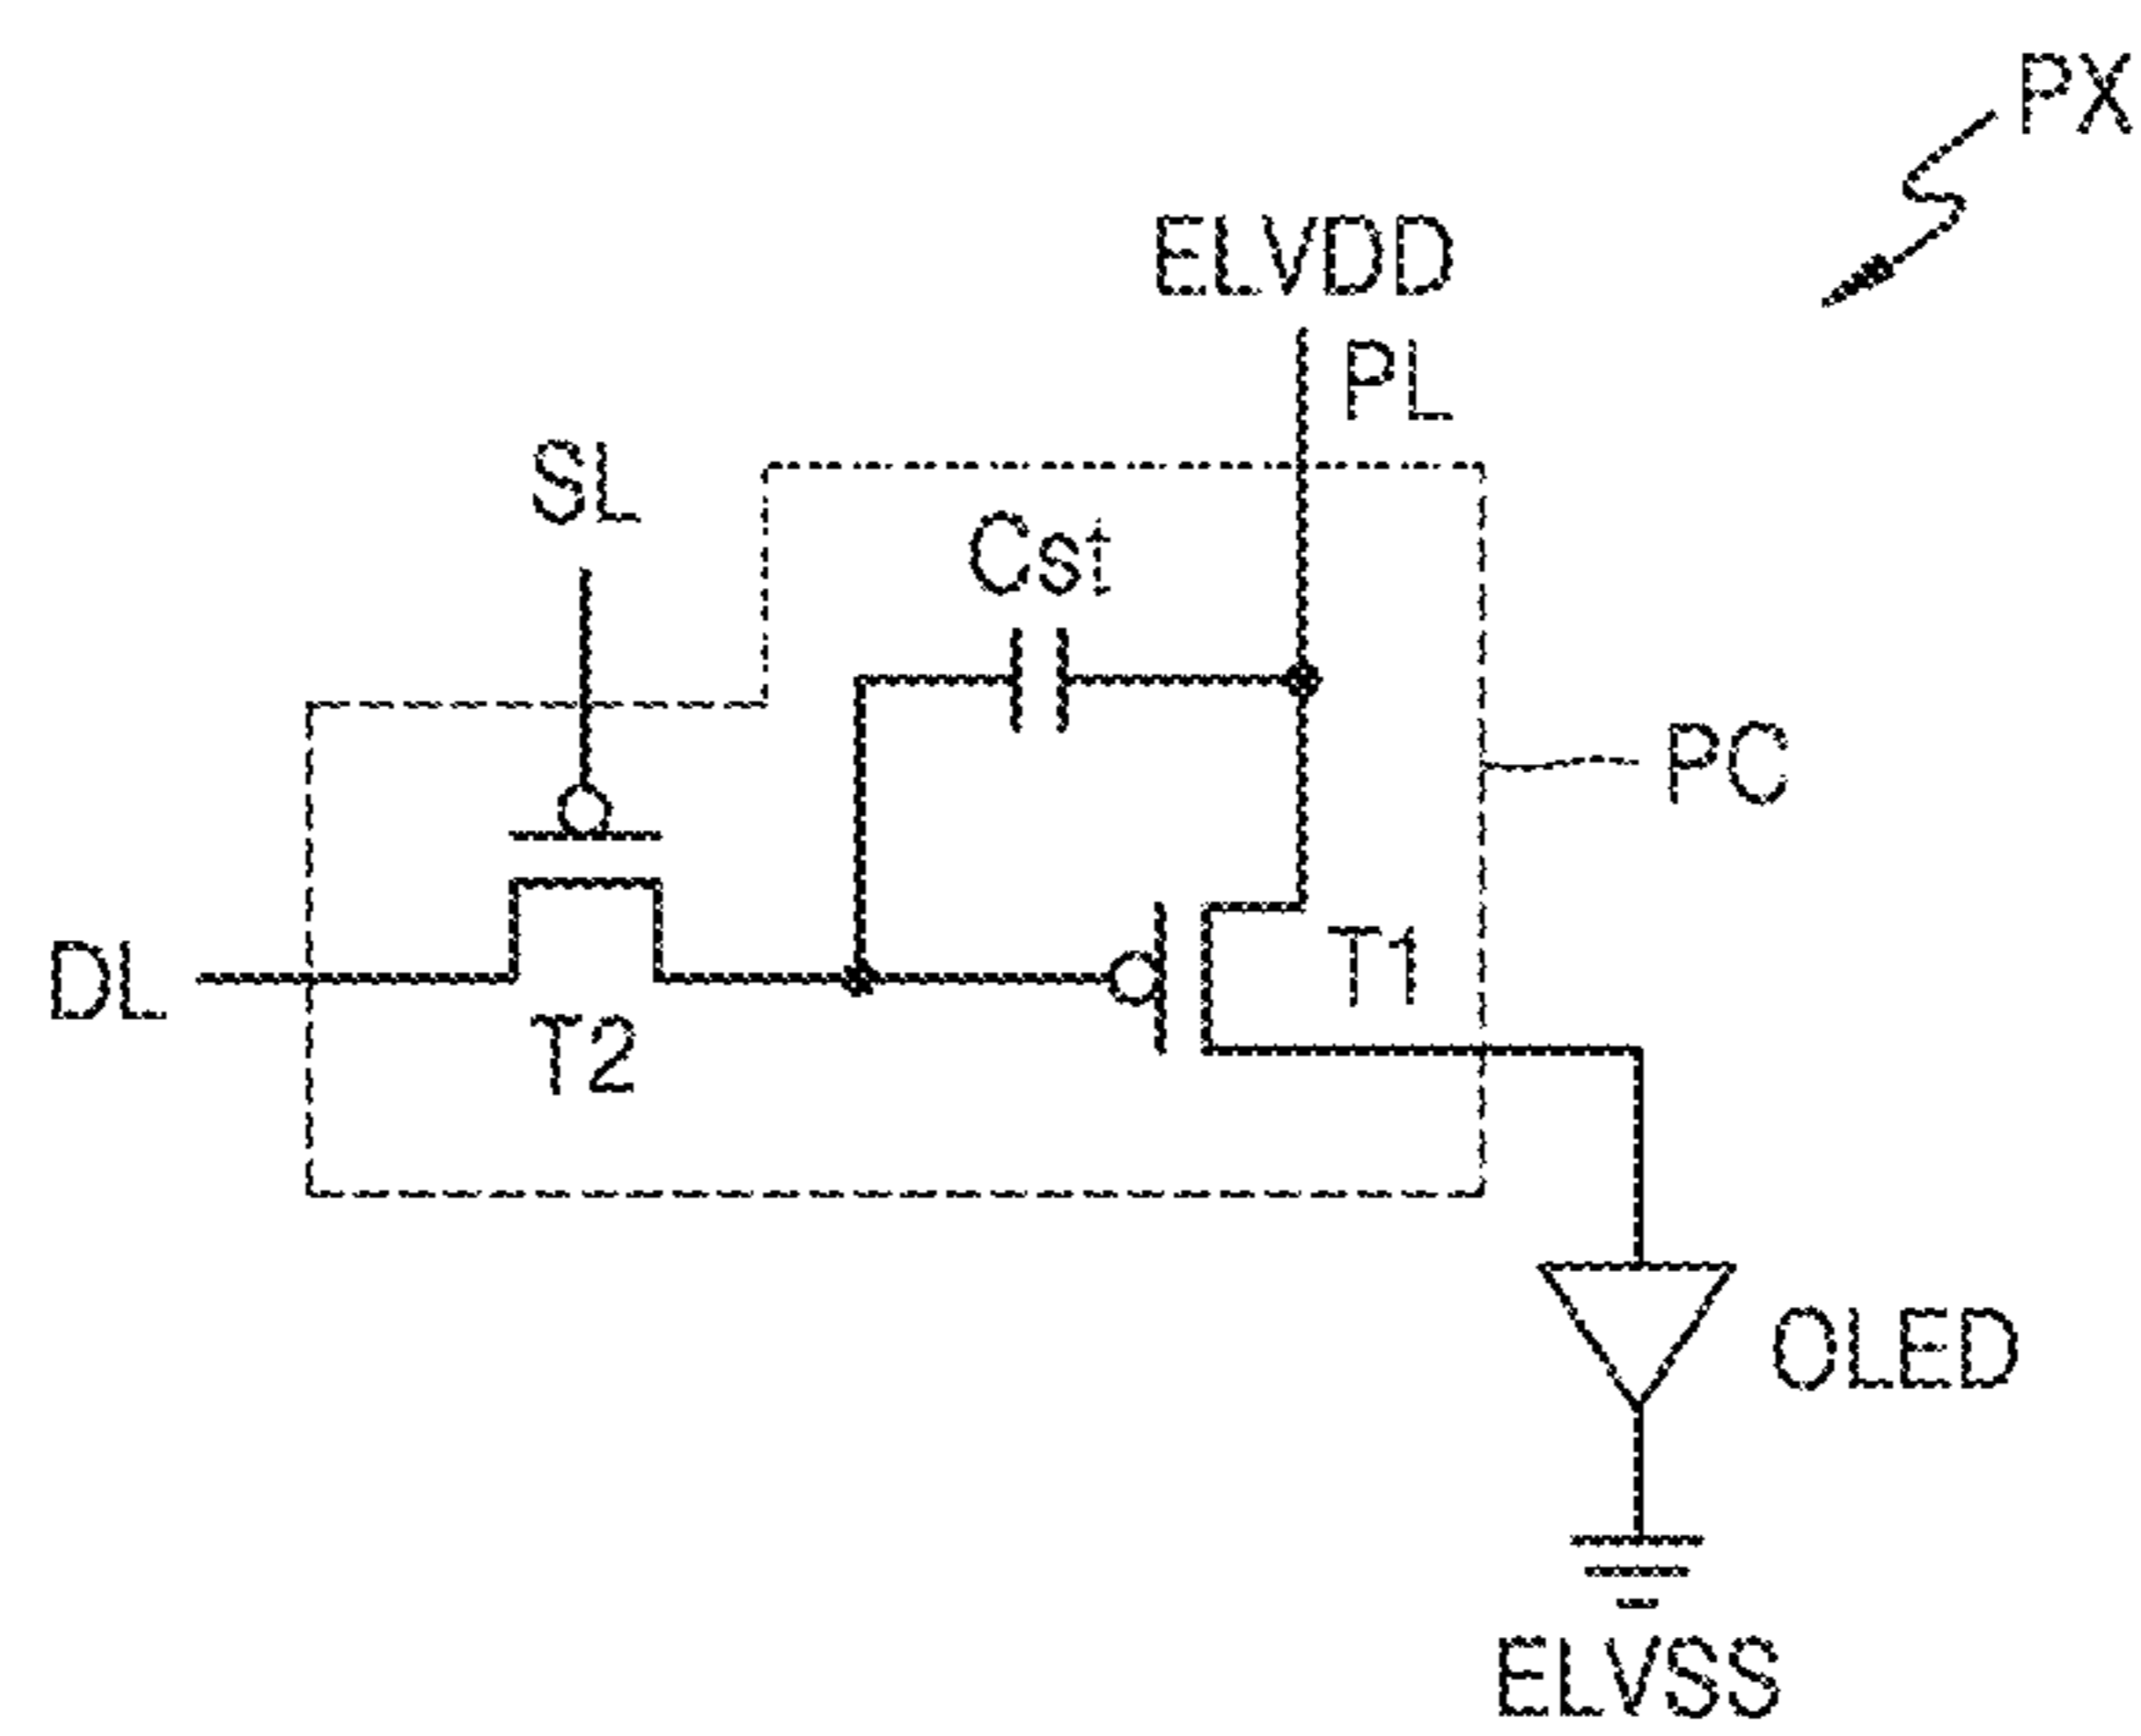 PX
ELVDD
PL
SL
Cst
PC
DL
T1
T2
OLED
ELVSS